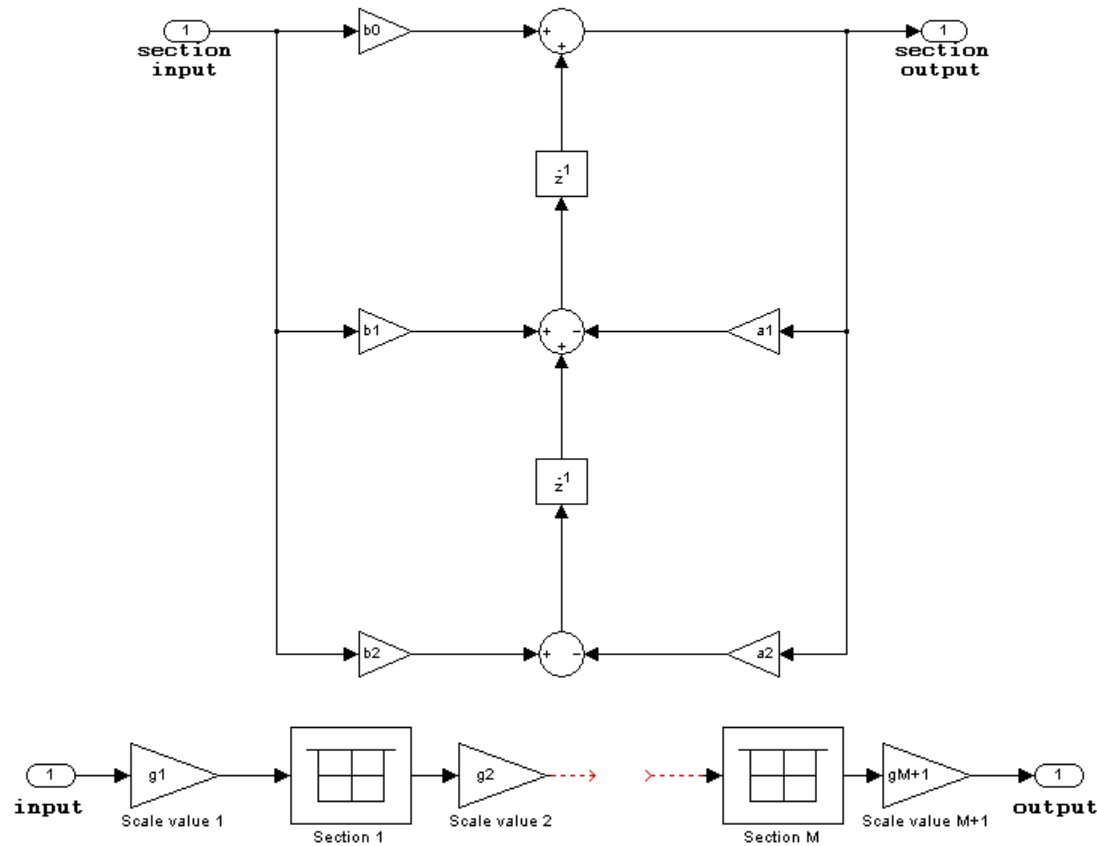 1
section
input
b0
+
+
1
section
output
z-1
b1
+
-
+
a1
z-1
b2
+
-
a2
1
input
g1
Scale value 1
Section 1
g2
Scale value 2
Section M
gM+1
Scale value M+1
1
output